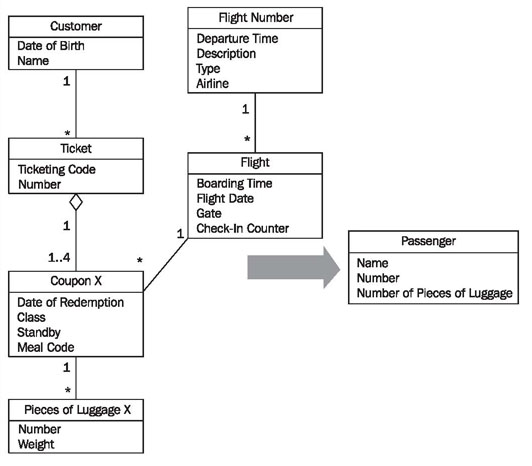 Customer
Date of Birth
Name
1
*
Ticket
Ticketing Code
Number
1
1..4
Coupon X
Date of Redemption
Class
Standby
Meal Code
1
*
Pieces of Luggage X
Number
Weight
Flight Number
Departure Time
Description
Type
Airline
1
*
Flight
Boarding Time
Flight Date
Gate
Check-In Counter
1
*
Passenger
Name
Number
Number of Pieces of Luggage